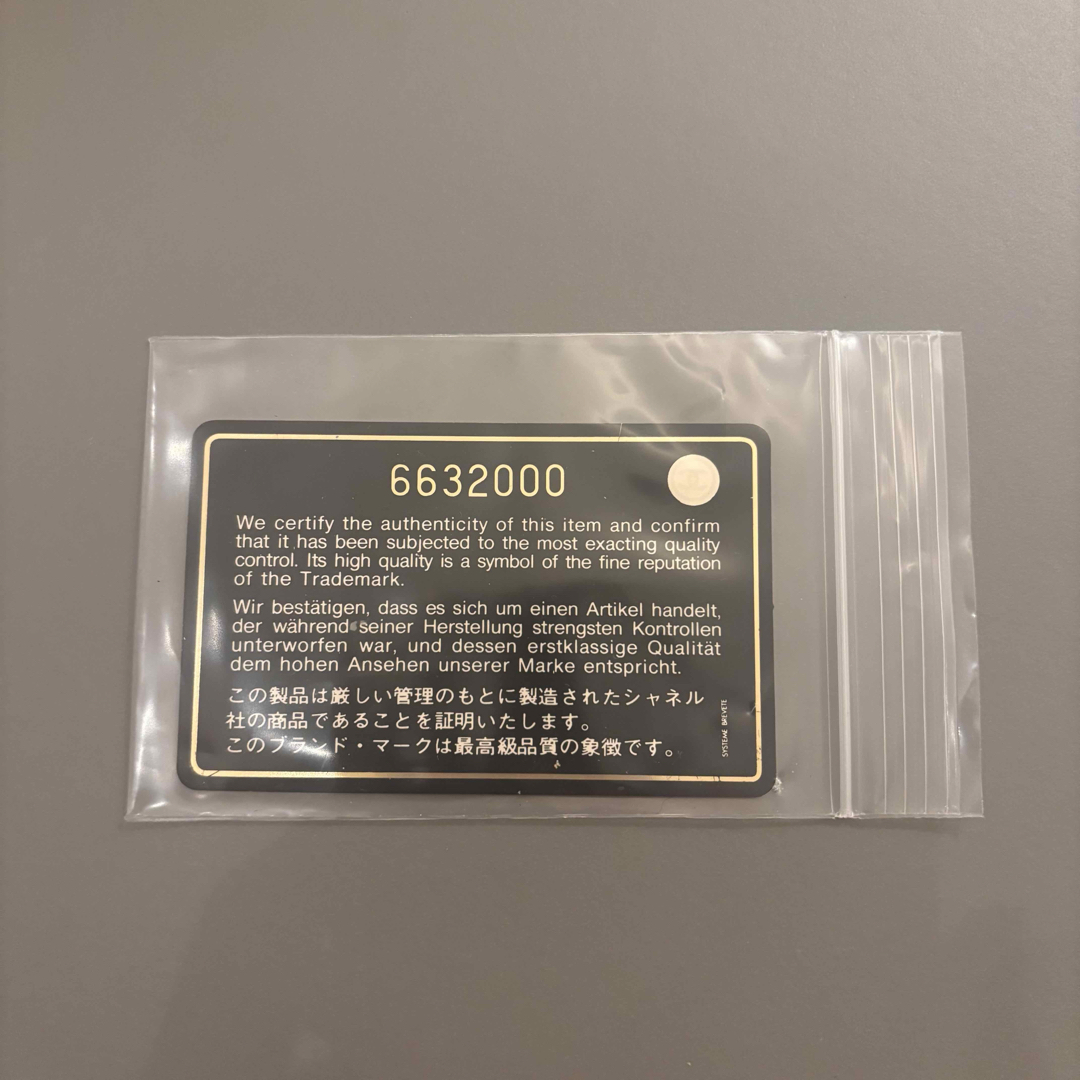 6632000
We certify the authenticity of this item and confirm
that it has been subjected to the most exacting quality
control. Its high quality is a symbol of the fine reputation
of the Trademark.
Wir bestätigen, dass es sich um einen Artikel handelt,
der während seiner Herstellung strengsten Kontrollen
unterworfen war, und dessen erstklassige Qualität
dem hohen Ansehen unserer Marke entspricht.
この製品は厳しい管理のもとに製造されたシャネル
社の商品であることを証明いたします。
このブランド・マークは最高級品質の象徴です。
SYSTEME BREVETE